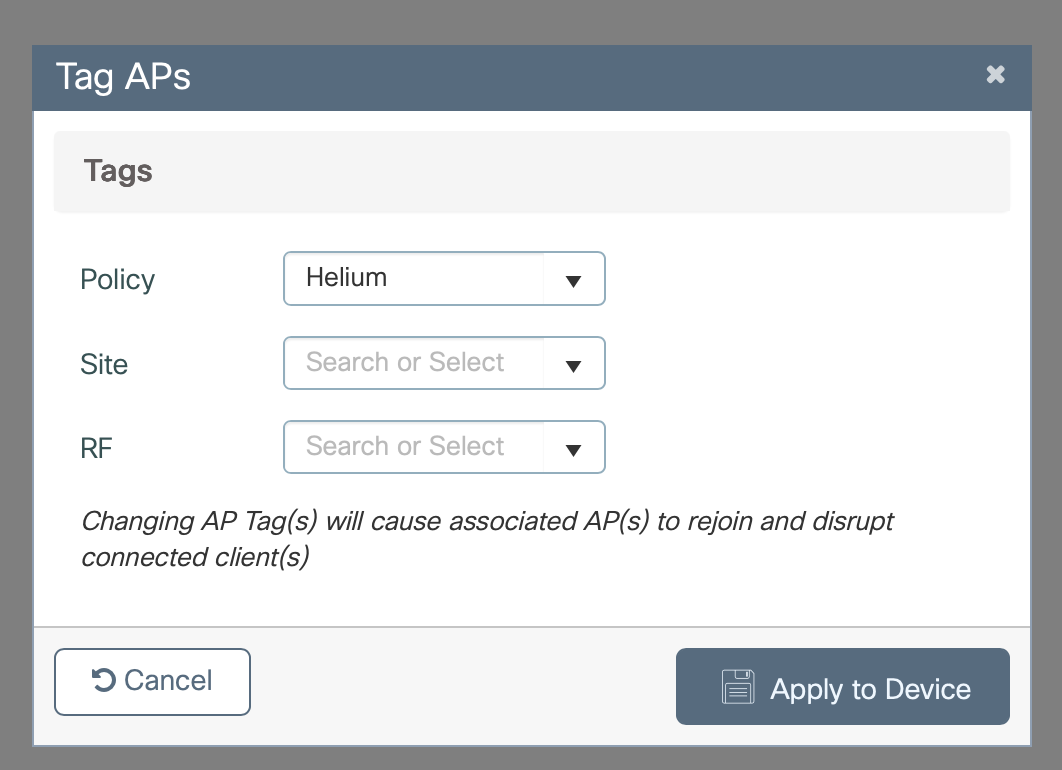 Tag APs
Tags
Policy
Helium
Site
Search or Select
RF
Search or Select
Changing AP Tag(s) will cause associated AP(s) to rejoin and disrupt
connected client(s)
Cancel
Apply to Device